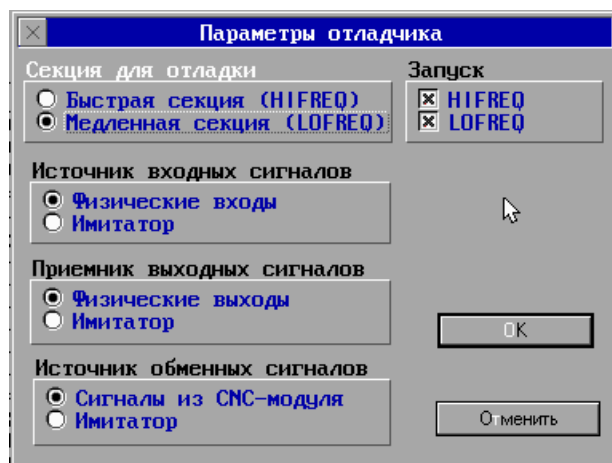 Параметры отладчика
Секция для отладки
Быстрая секция (HIFREQ)
Медленная секция (LOFREQ)
Запуск
HIFREQ
LOFREQ
Источник входных сигналов
Физические входы
Имитатор
Приемник выходных сигналов
Физические выходы
Имитатор
Источник обменных сигналов
Сигналы из CNC-модуля
Имитатор
OK
Отменить